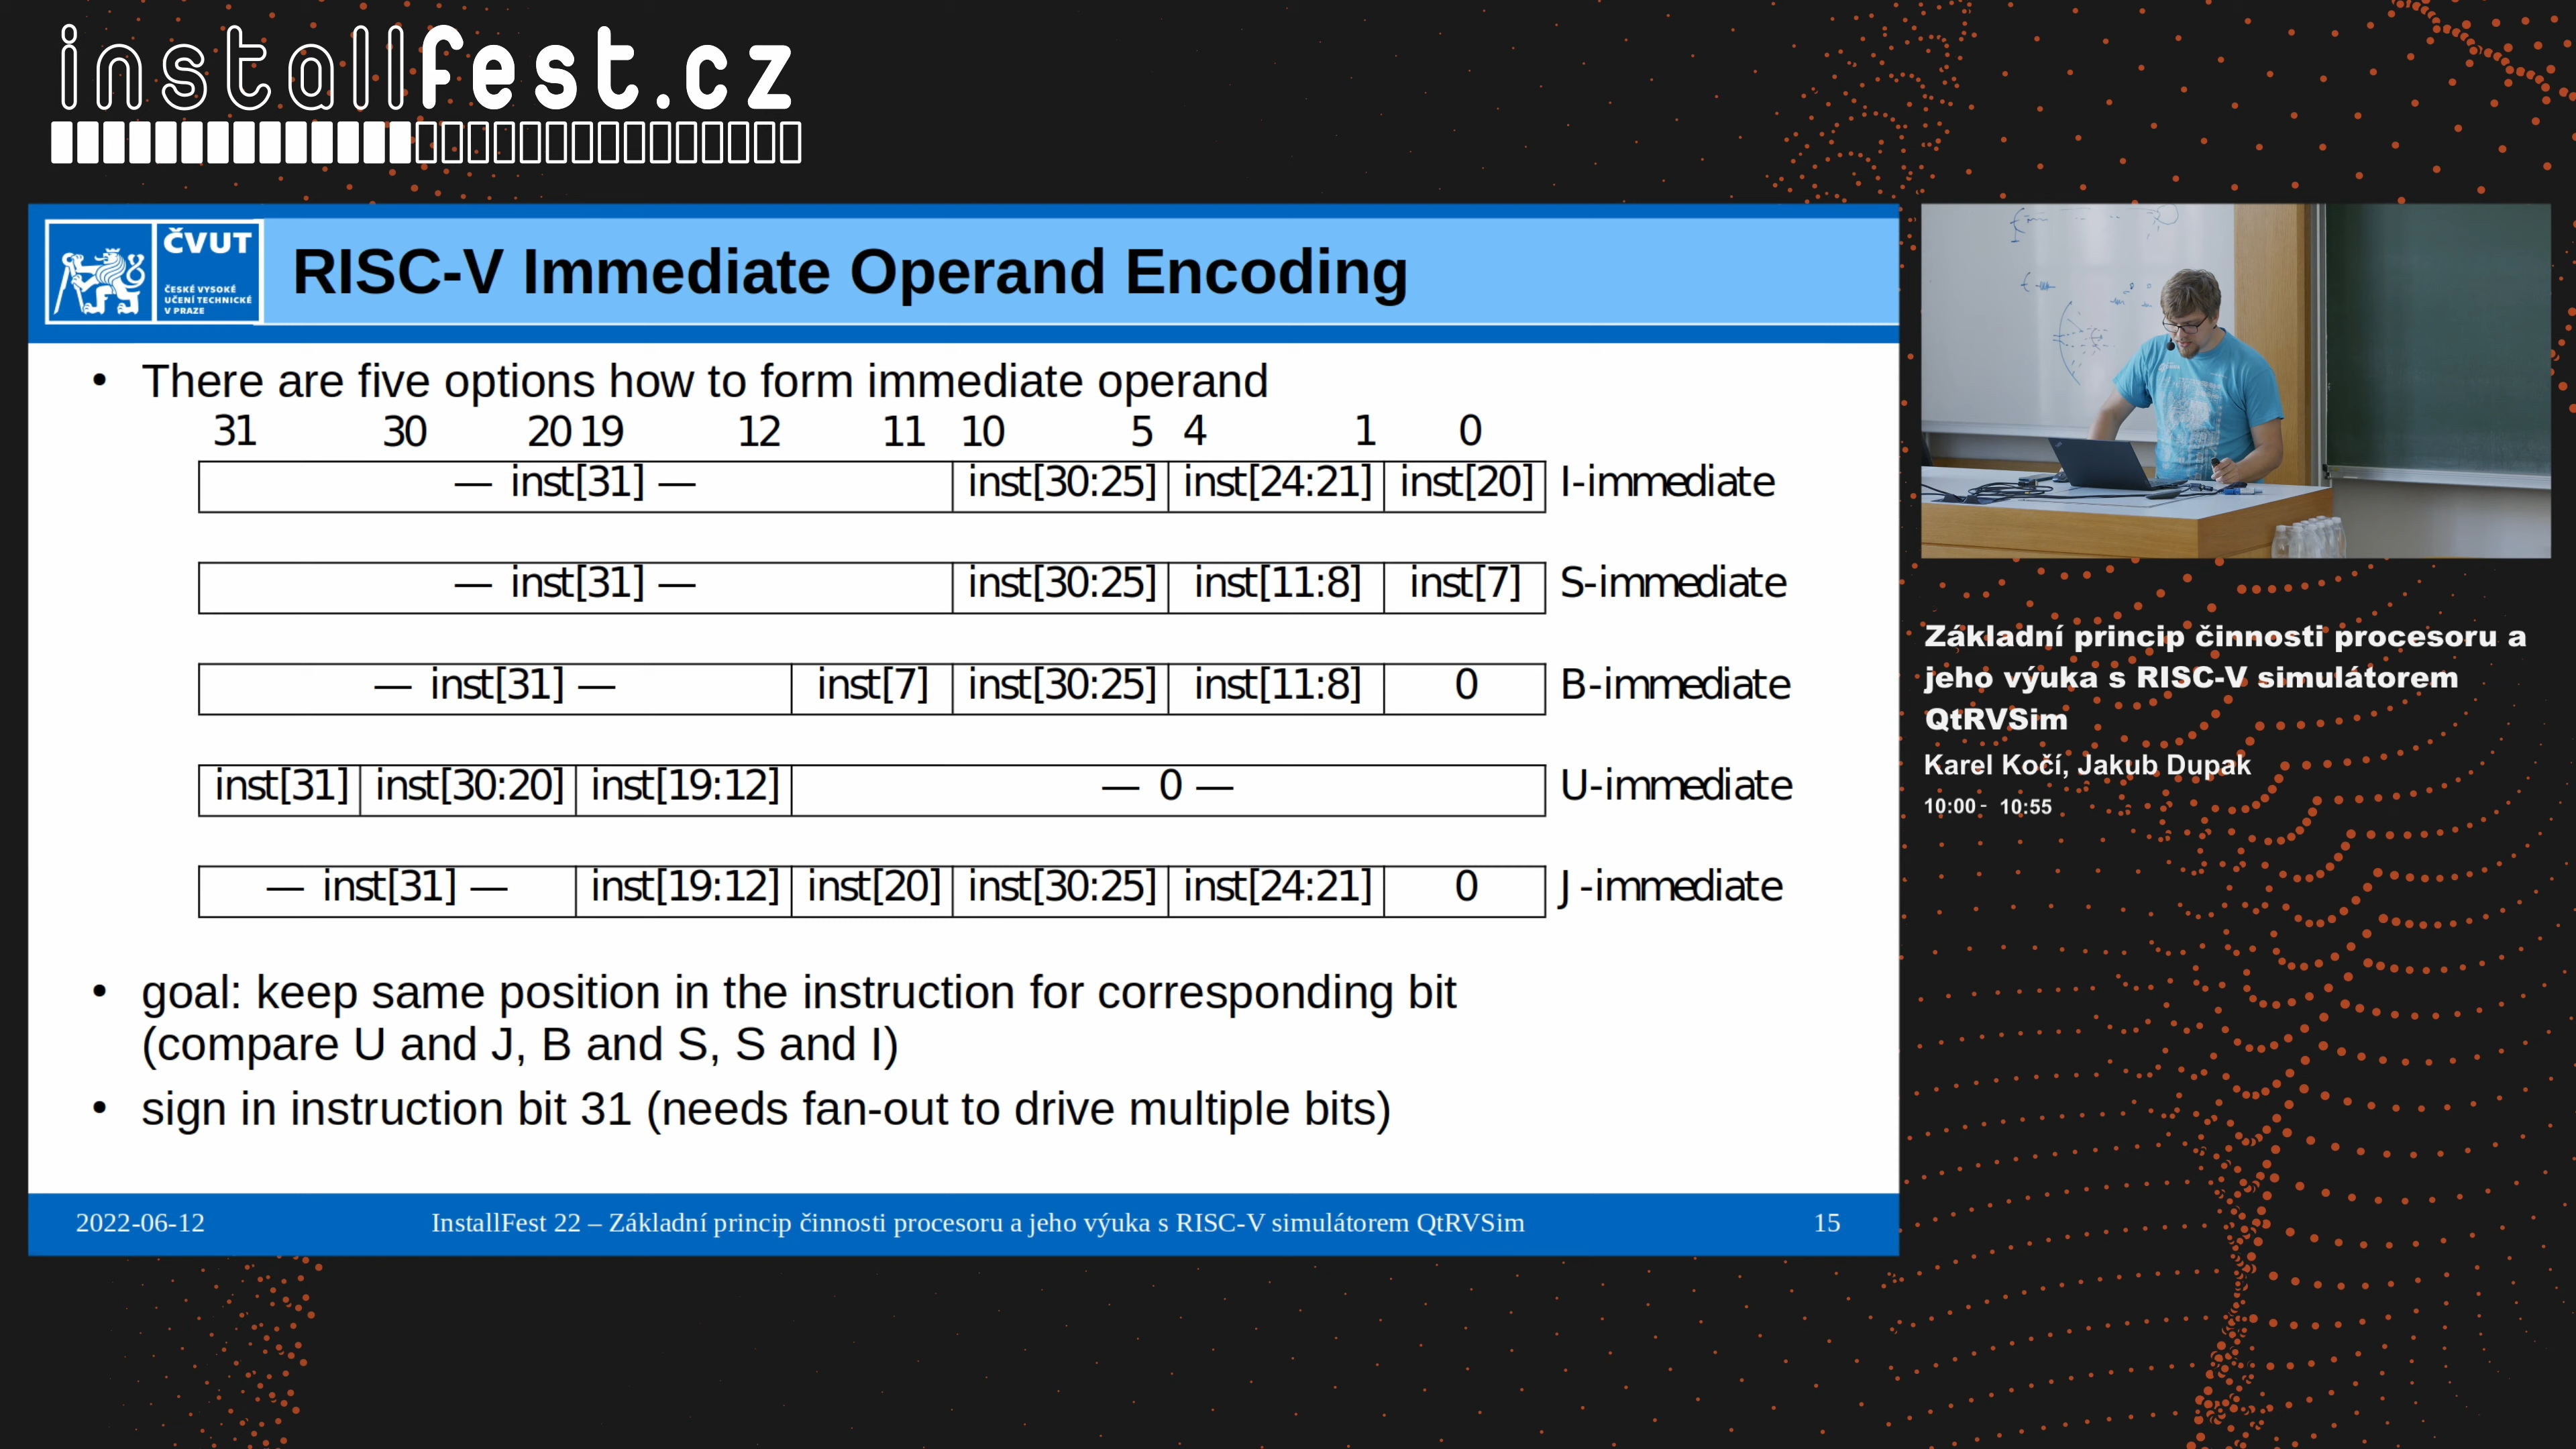 installfest.cz
ČVUT
ČESKÉ VYSOKÉ
UČENÍ TECHNICKÉ
V PRAZE
RISC-V Immediate Operand Encoding
• There are five options how to form immediate operand
31 30 20 19 12 11 10 5 4 1 0
— inst[31] — inst[30:25] inst[24:21] inst[20] I-immediate
— inst[31] — inst[30:25] inst[11:8] inst[7] S-immediate
— inst[31] — inst[7] inst[30:25] inst[11:8] 0 B-immediate
inst[31] inst[30:20] inst[19:12] — 0 — U-immediate
— inst[31] — inst[19:12] inst[20] inst[30:25] inst[24:21] 0 J-immediate
• goal: keep same position in the instruction for corresponding bit
(compare U and J, B and S, S and I)
• sign in instruction bit 31 (needs fan-out to drive multiple bits)
2022-06-12 InstallFest 22 – Základní princip činnosti procesoru a jeho výuka s RISC-V simulátorem QtRVSim 15
Základní princip činnosti procesoru a
jeho výuka s RISC-V simulátorem
QtRVSim
Karel Kočí, Jakub Dupak
10:00 - 10:55